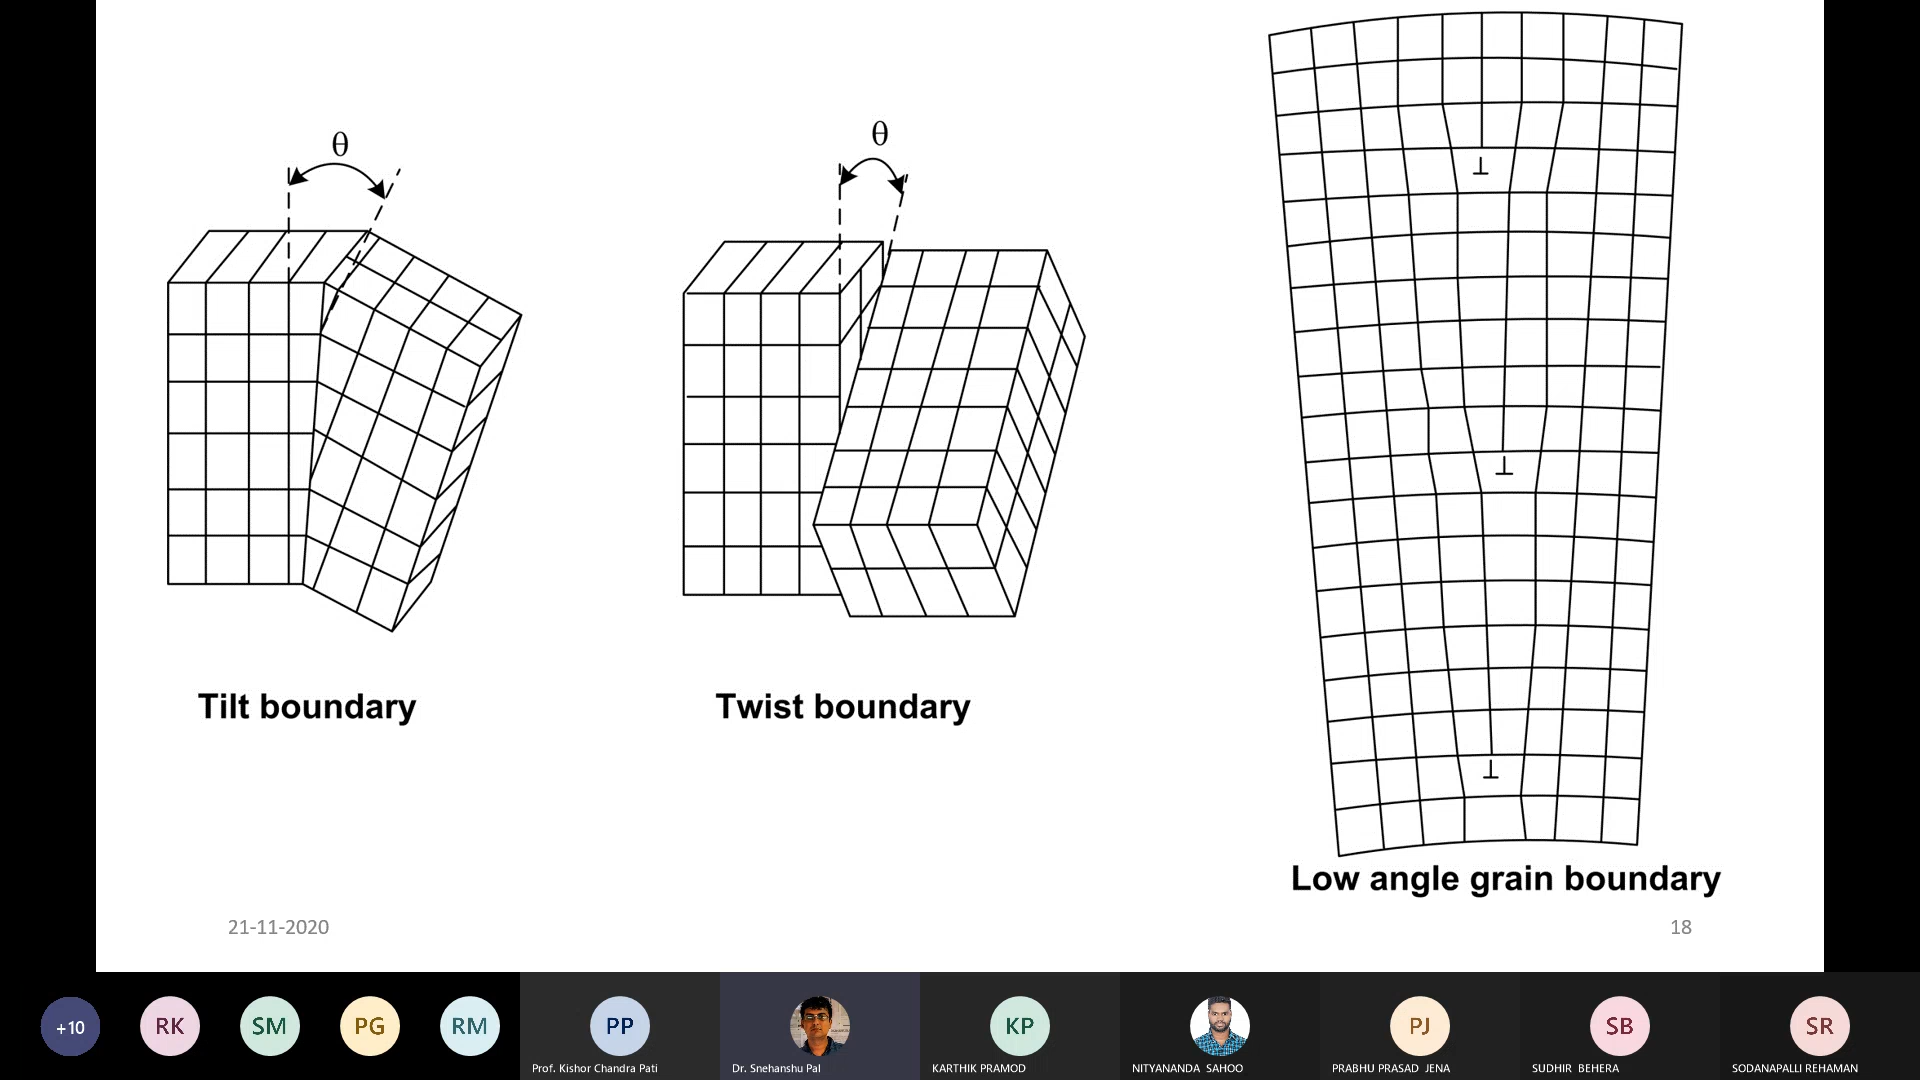 θ
θ
⊥
⊥
⊥
Tilt boundary
Twist boundary
Low angle grain boundary
21-11-2020
18
+10
RK
SM
PG
RM
PP
KP
PJ
SB
SR
Prof. Kishor Chandra Pati
Dr. Snehanshu Pal
KARTHIK PRAMOD
NITYANANDA SAHOO
PRABHU PRASAD JENA
SUDHIR BEHERA
SODANAPALLI REHAMAN